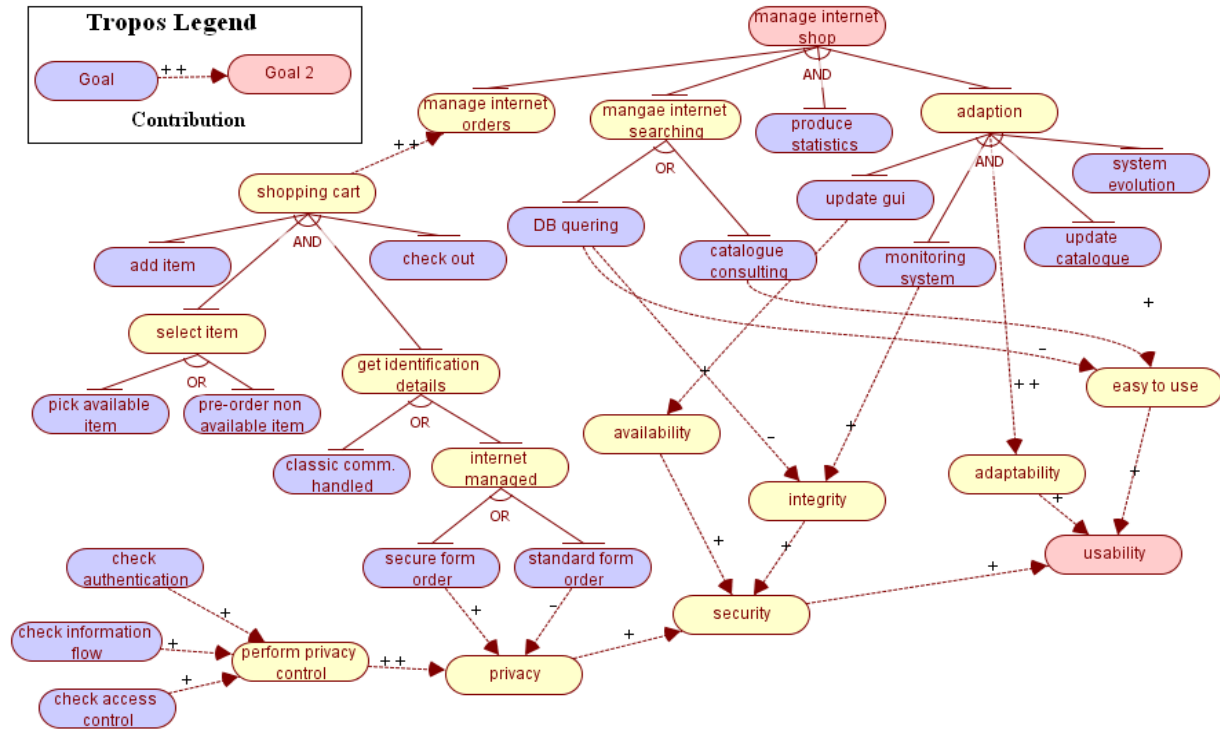 Tropos Legend
Goal
++
Goal 2
Contribution
manage internet
shop
AND
manage internet
orders
mangae internet
searching
produce
statistics
adaption
++
OR
AND
system
evolution
shopping cart
update gui
AND
DB quering
add item
check out
catalogue
consulting
monitoring
system
update
catalogue
+
select item
–
get identification
details
+
++
easy to use
OR
pick available
item
pre-order non
available item
OR
availability
–
+
classic comm.
handled
internet
managed
adaptability
+
integrity
+
OR
+
+
check
authentication
secure form
order
standard form
order
usability
+
+
+
–
security
check information
flow
+
perform privacy
control
++
privacy
+
+
check access
control